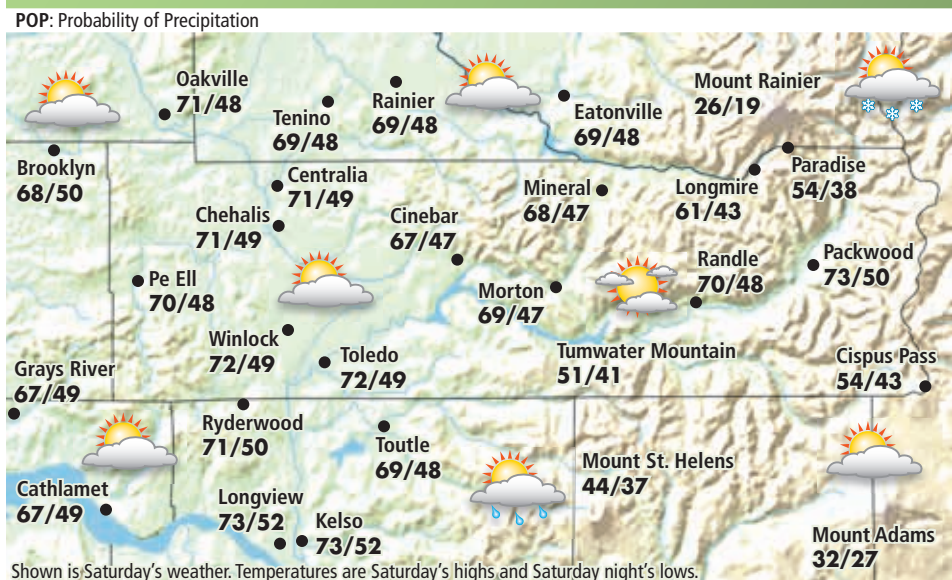 POP: Probability of Precipitation
Oakville
71/48
Tenino
69/48
Rainier
69/48
Eatonville
69/48
Mount Rainier
26/19
Brooklyn
68/50
Centralia
71/49
Chehalis
71/49
Cinebar
67/47
Mineral
68/47
Longmire
61/43
Paradise
54/38
Pe Ell
70/48
Morton
69/47
Randle
70/48
Packwood
73/50
Winlock
72/49
Toledo
72/49
Tumwater Mountain
51/41
Cispus Pass
54/43
Grays River
67/49
Ryderwood
71/50
Toutle
69/48
Mount St. Helens
44/37
Cathlamet
67/49
Longview
73/52
Kelso
73/52
Mount Adams
32/27
Shown is Saturday's weather. Temperatures are Saturday's highs and Saturday night's lows.